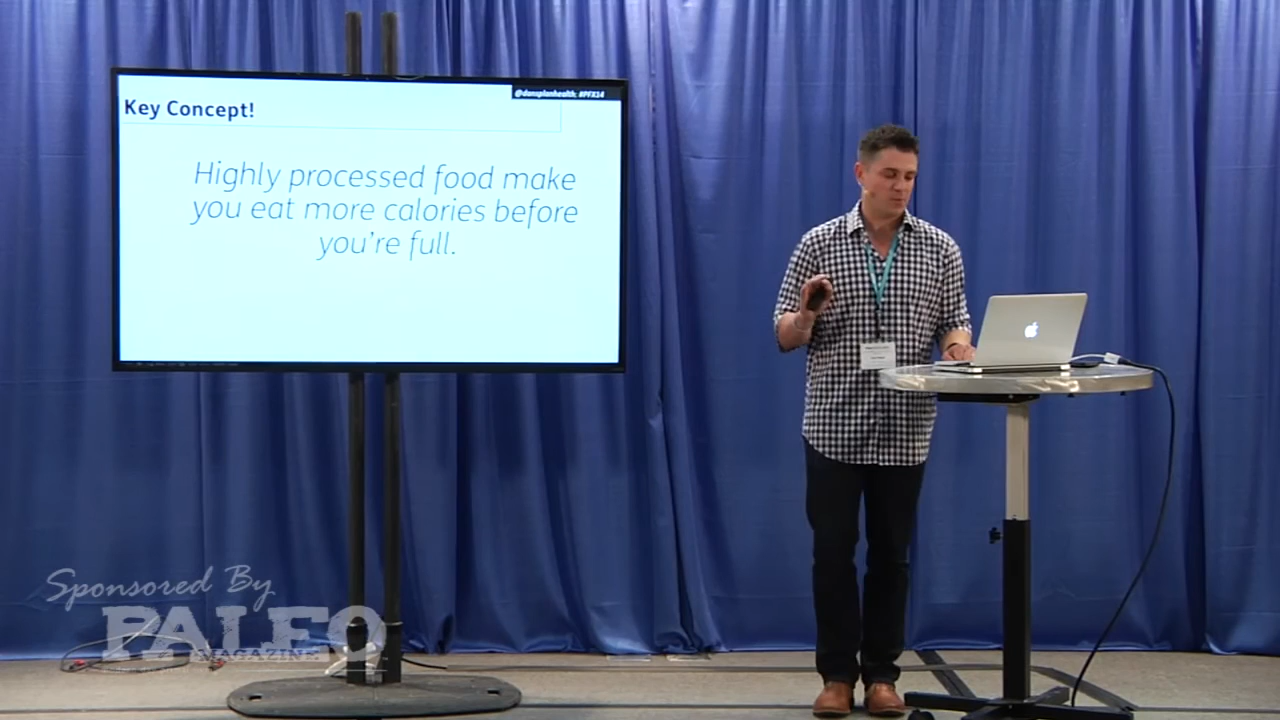 @dansplanhealth; #PFX14
Key Concept!
Highly processed food make
you eat more calories before
you're full.
Sponsored By
PALEO
MAGAZINE